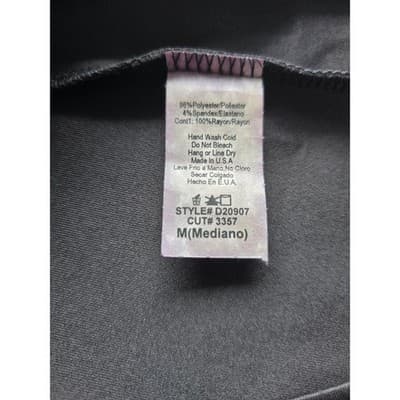 96%Polyester/Poliester
4%Spandex/Elastano
Cont1: 100%Rayon/Rayon
Hand Wash Cold
Do Not Bleach
Hang or Line Dry
Made In U.S.A
Lave Frio a Mano,No Cloro
Secar Colgado
Hecho En E.U.A.
STYLE# D20907
CUT# 3357
M(Mediano)